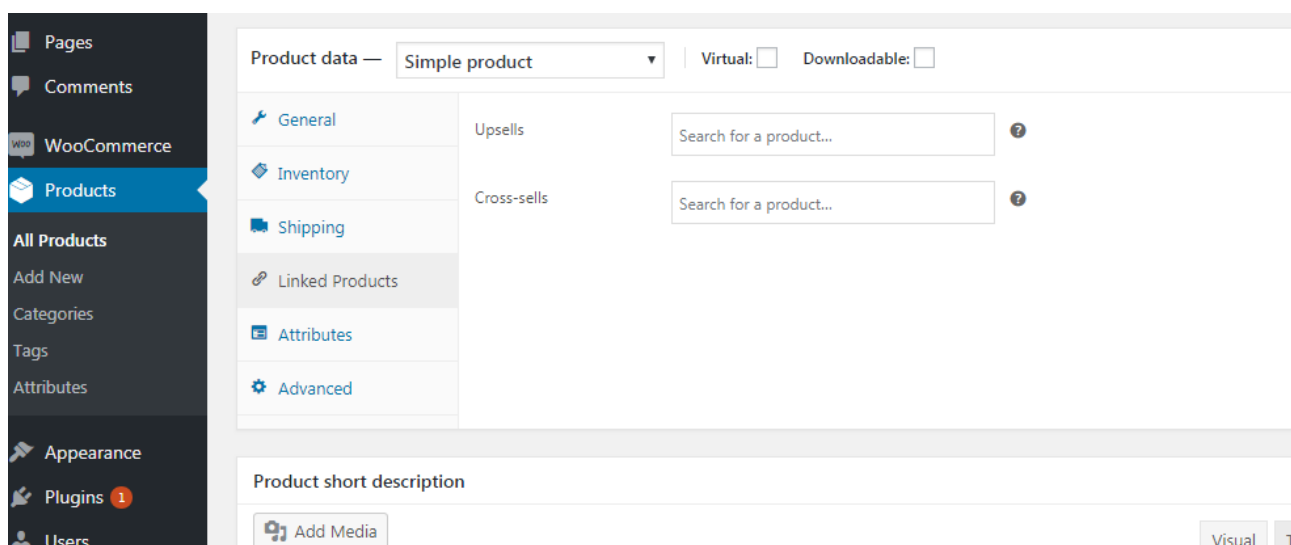 Pages
Comments
WOO
WooCommerce
Products
All Products
Add New
Categories
Tags
Attributes
Appearance
Plugins 1
Users
Product data — Simple product Virtual: Downloadable:
General
Inventory
Shipping
Linked Products
Attributes
Advanced
Upsells Search for a product...
Cross-sells Search for a product...
Product short description
Add Media
Visual